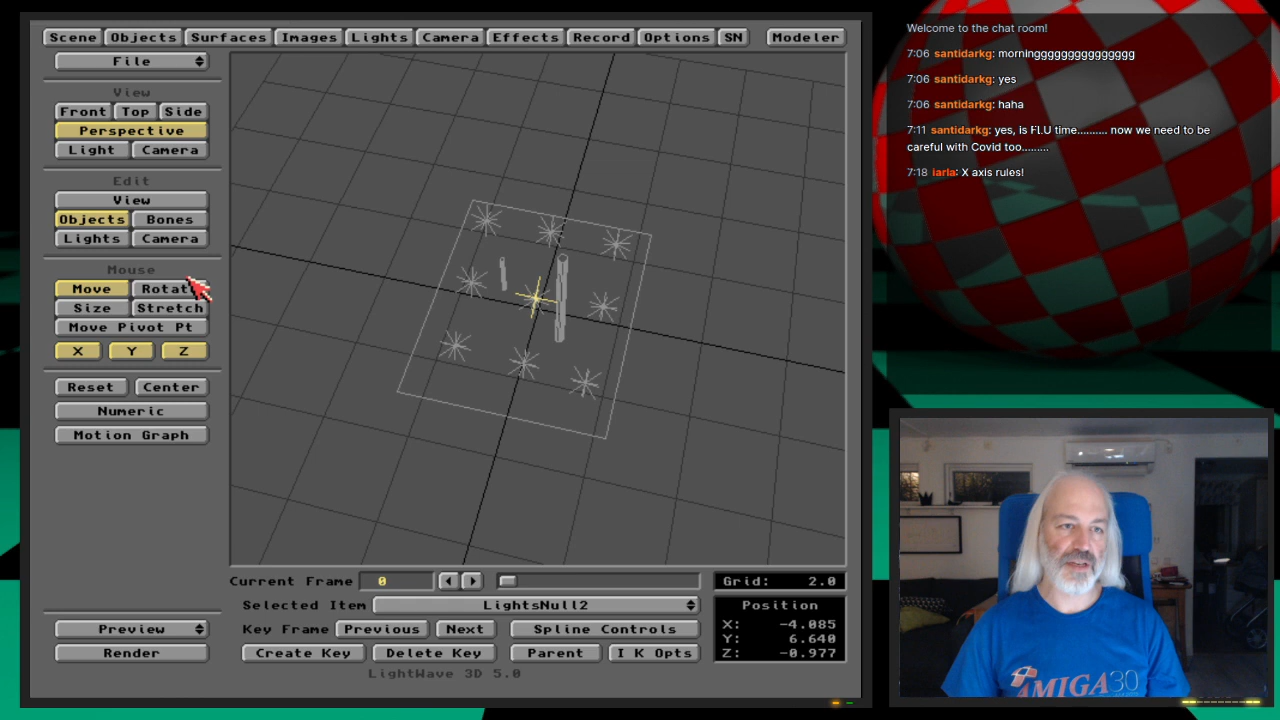 Scene Objects Surfaces Images Lights Camera Effects Record Options SN Modeler
File
View
Front Top Side
Perspective
Light Camera
Edit
View
Objects Bones
Lights Camera
Mouse
Move Rotat
Size Stretch
Move Pivot Pt
X Y Z
Reset Center
Numeric
Motion Graph
Preview
Render
Current Frame 0
Grid: 2.0
Selected Item LightsNull2
Key Frame Previous Next Spline Controls
Create Key Delete Key Parent I K Opts
Position
X: -4.085
Y: 6.640
Z: -0.977
LightWave 3D 5.0
Welcome to the chat room!
7:06 santidarkg: morningggggggggggggggg
7:06 santidarkg: yes
7:06 santidarkg: haha
7:11 santidarkg: yes, is FLU time.......... now we need to be
careful with Covid too.........
7:18 iarla: X axis rules!
AMIGA30